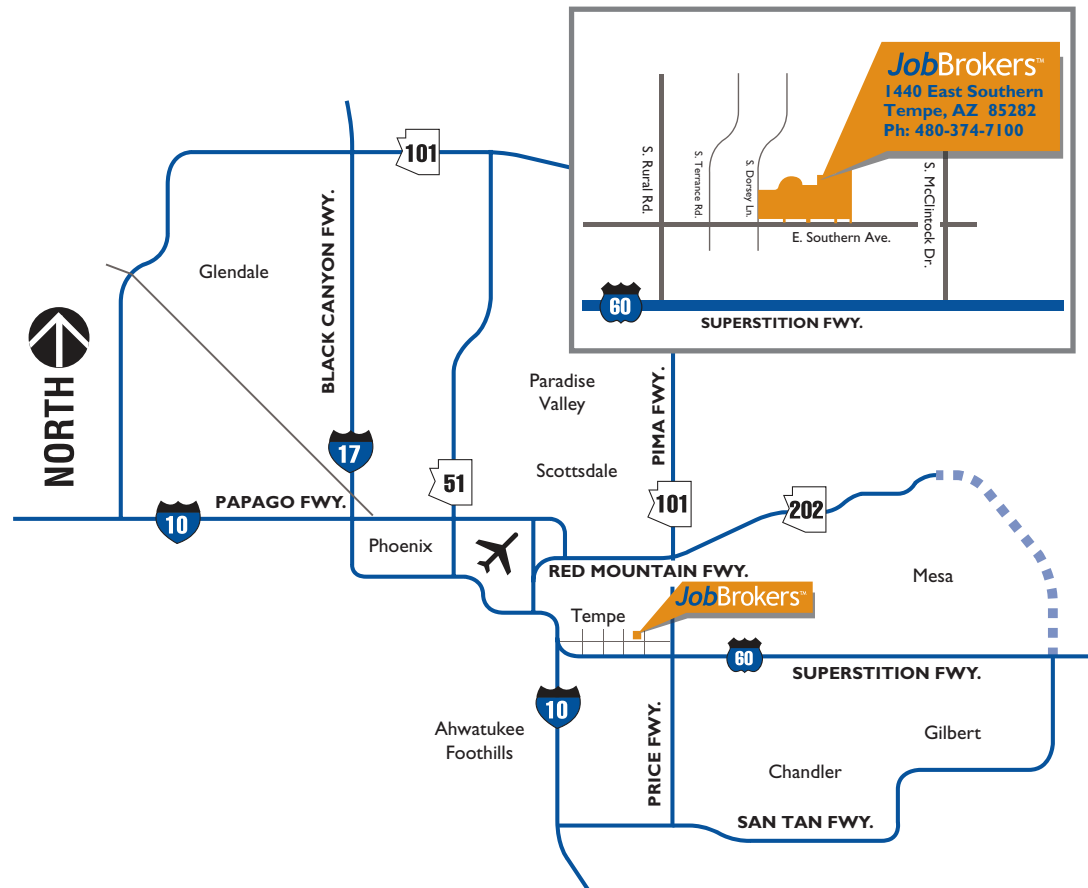 JobBrokers™
1440 East Southern
Tempe, AZ 85282
Ph: 480-374-7100
S. Rural Rd.
S. Terrance Rd.
S. Dorsey Ln.
S. McClintock Dr.
E. Southern Ave.
60
SUPERSTITION FWY.
101
Glendale
BLACK CANYON FWY.
NORTH
Paradise
Valley
PIMA FWY.
17
51
Scottsdale
101
202
PAPAGO FWY.
10
Phoenix
RED MOUNTAIN FWY.
Mesa
JobBrokers™
Tempe
60
SUPERSTITION FWY.
10
Ahwatukee
Foothills
PRICE FWY.
Gilbert
Chandler
SAN TAN FWY.